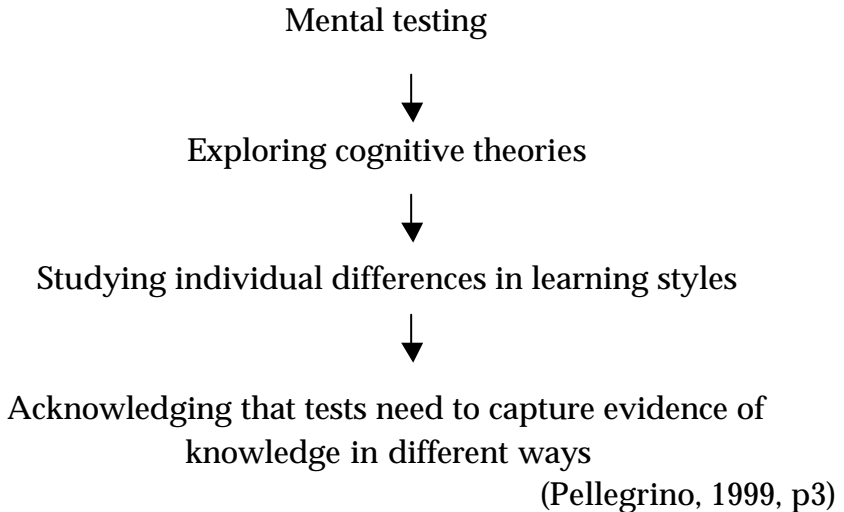 Mental testing
Exploring cognitive theories
Studying individual differences in learning styles
Acknowledging that tests need to capture evidence of
knowledge in different ways
(Pellegrino, 1999, p3)